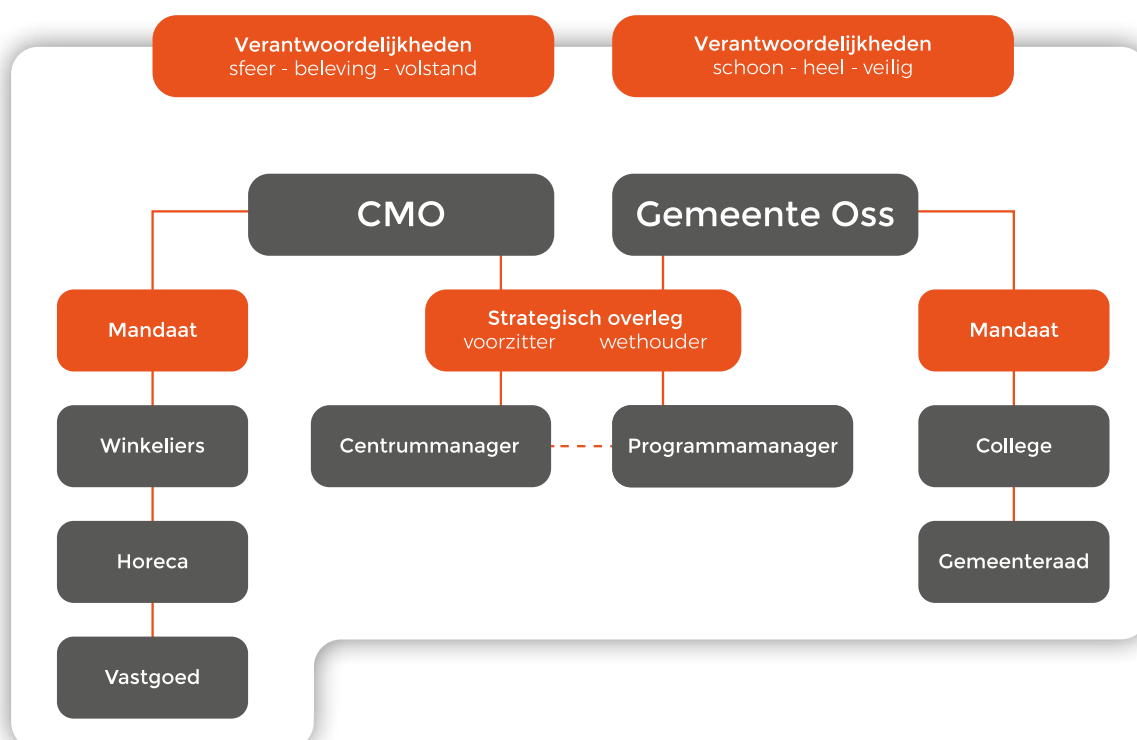 Verantwoordelijkheden
sfeer - beleving - volstand
Verantwoordelijkheden
schoon - heel - veilig
CMO
Gemeente Oss
Mandaat
Strategisch overleg
voorzitter wethouder
Mandaat
Winkeliers
Centrummanager
Programmamanager
College
Horeca
Gemeenteraad
Vastgoed